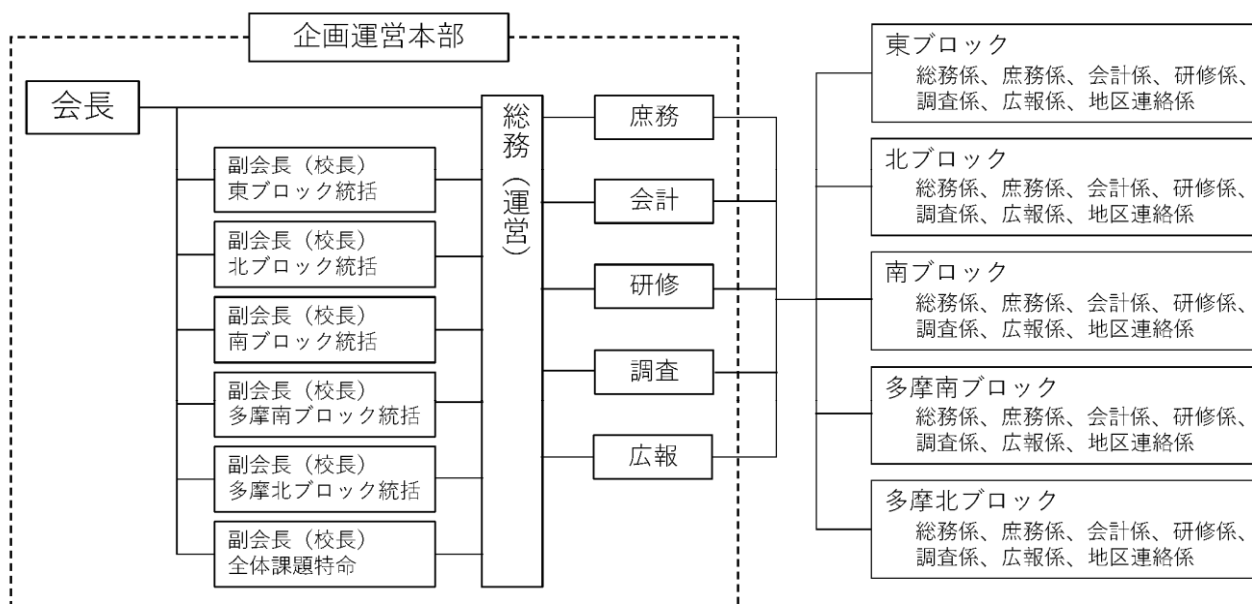 企画運営本部
会長
副会長（校長）
東ブロック統括
副会長（校長）
北ブロック統括
副会長（校長）
南ブロック統括
副会長（校長）
多摩南ブロック統括
副会長（校長）
多摩北ブロック統括
副会長（校長）
全体課題特命
総務（運営）
庶務
会計
研修
調査
広報
東ブロック
総務係、庶務係、会計係、研修係、
調査係、広報係、地区連絡係
北ブロック
総務係、庶務係、会計係、研修係、
調査係、広報係、地区連絡係
南ブロック
総務係、庶務係、会計係、研修係、
調査係、広報係、地区連絡係
多摩南ブロック
総務係、庶務係、会計係、研修係、
調査係、広報係、地区連絡係
多摩北ブロック
総務係、庶務係、会計係、研修係、
調査係、広報係、地区連絡係